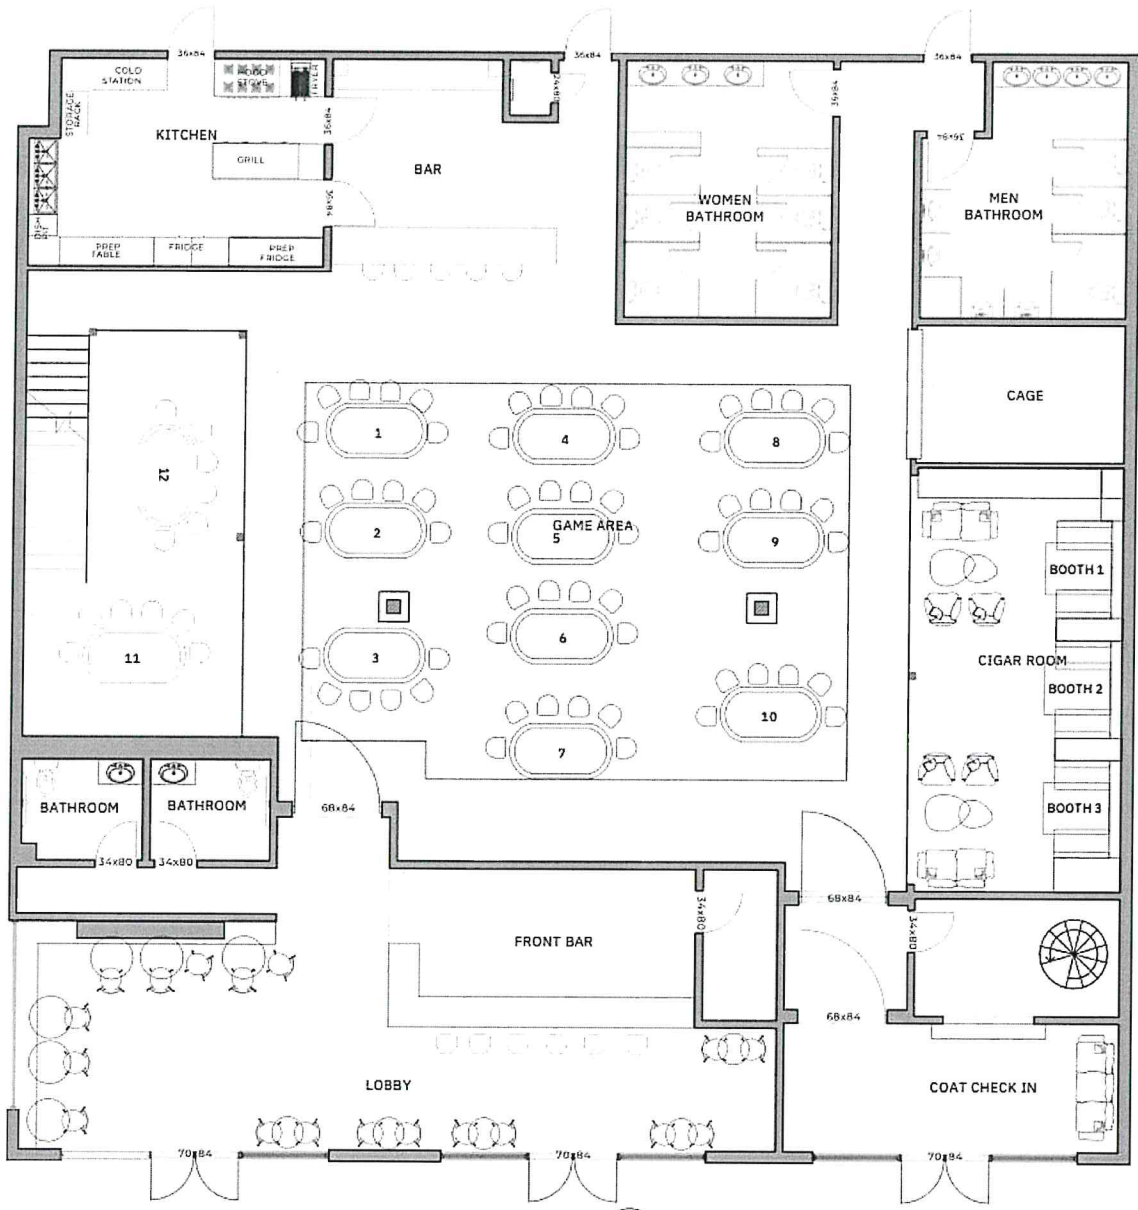 36x84
36x84
36x84
COLD
STATION
STOVE
FRYER
STORAGE
RACK
KITCHEN
36x84
24x80
36x84
36x84
GRILL
BAR
36x84
WOMEN
BATHROOM
MEN
BATHROOM
PREP
TABLE
FRIDGE
PREP
FRIDGE
CAGE
1
4
8
12
2
GAME AREA
5
9
BOOTH 1
11
3
6
CIGAR ROOM
BOOTH 2
10
7
BATHROOM
BATHROOM
68x84
BOOTH 3
34x80
34x80
34x80
68x84
FRONT BAR
34x80
68x84
LOBBY
COAT CHECK IN
70x84
70x84
70x84